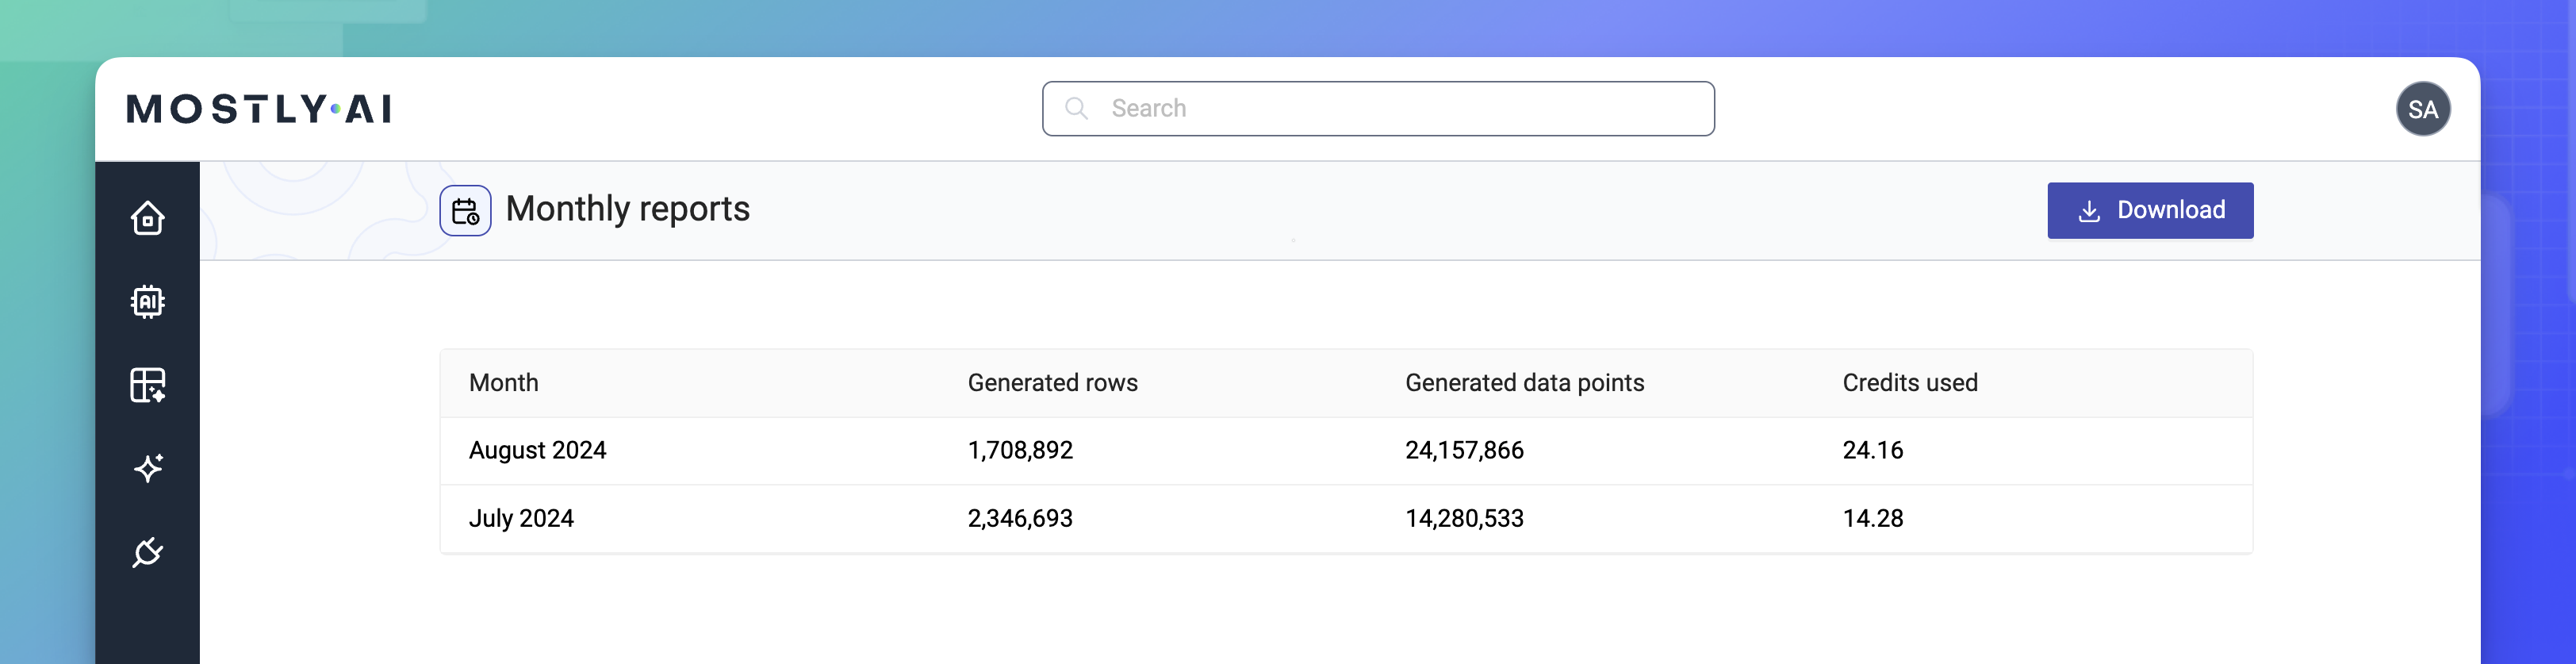 MOSTLY·AI
Search
SA
Monthly reports
Download
Month Generated rows Generated data points Credits used
August 2024 1,708,892 24,157,866 24.16
July 2024 2,346,693 14,280,533 14.28